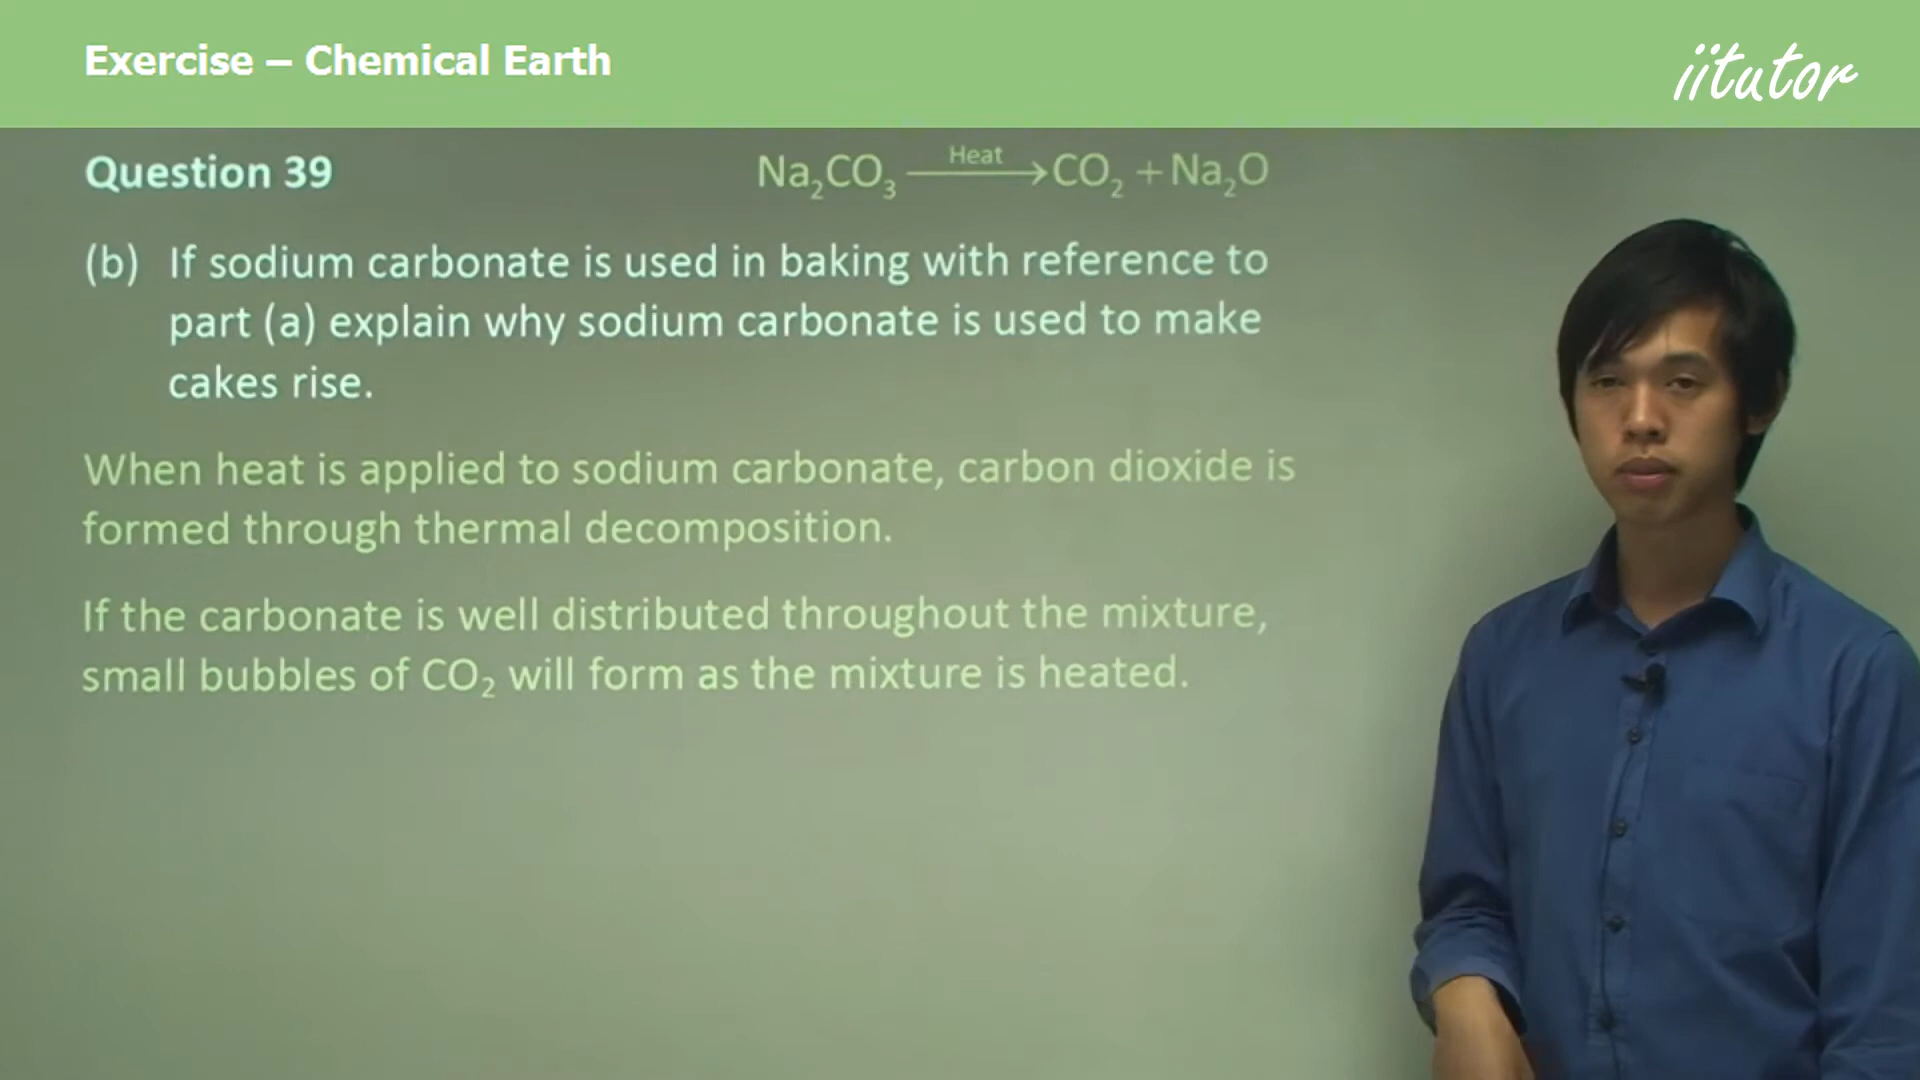 Exercise – Chemical Earth
iitutor
Question 39
Na₂CO₃ Heat → CO₂ + Na₂O
(b) If sodium carbonate is used in baking with reference to
part (a) explain why sodium carbonate is used to make
cakes rise.
When heat is applied to sodium carbonate, carbon dioxide is
formed through thermal decomposition.
If the carbonate is well distributed throughout the mixture,
small bubbles of CO₂ will form as the mixture is heated.